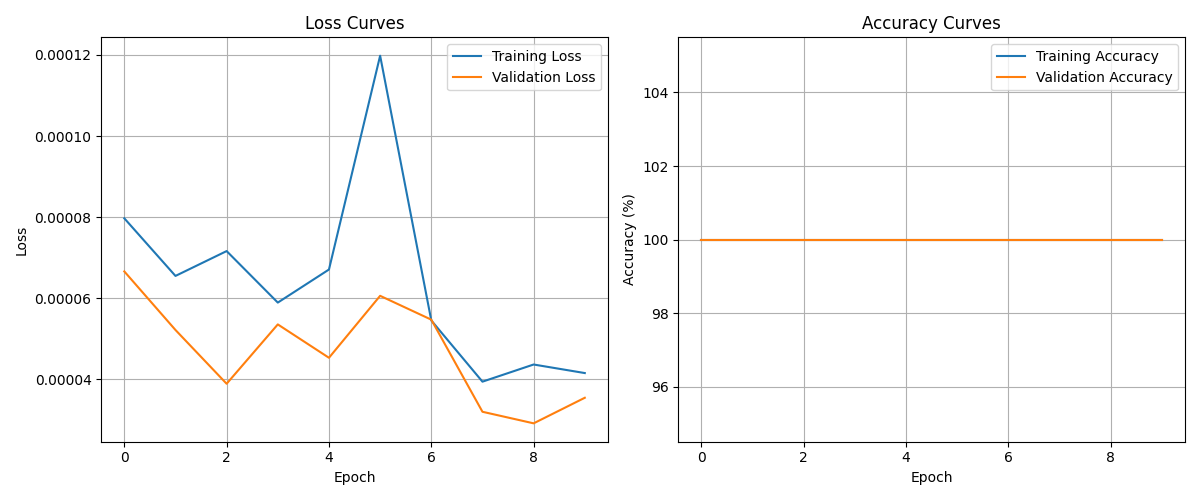 Loss Curves
0.00012
0.00010
0.00008
0.00006
0.00004
Loss
Training Loss
Validation Loss
0 2 4 6 8
Epoch
Accuracy Curves
104
102
100
98
96
Accuracy (%)
Training Accuracy
Validation Accuracy
0 2 4 6 8
Epoch